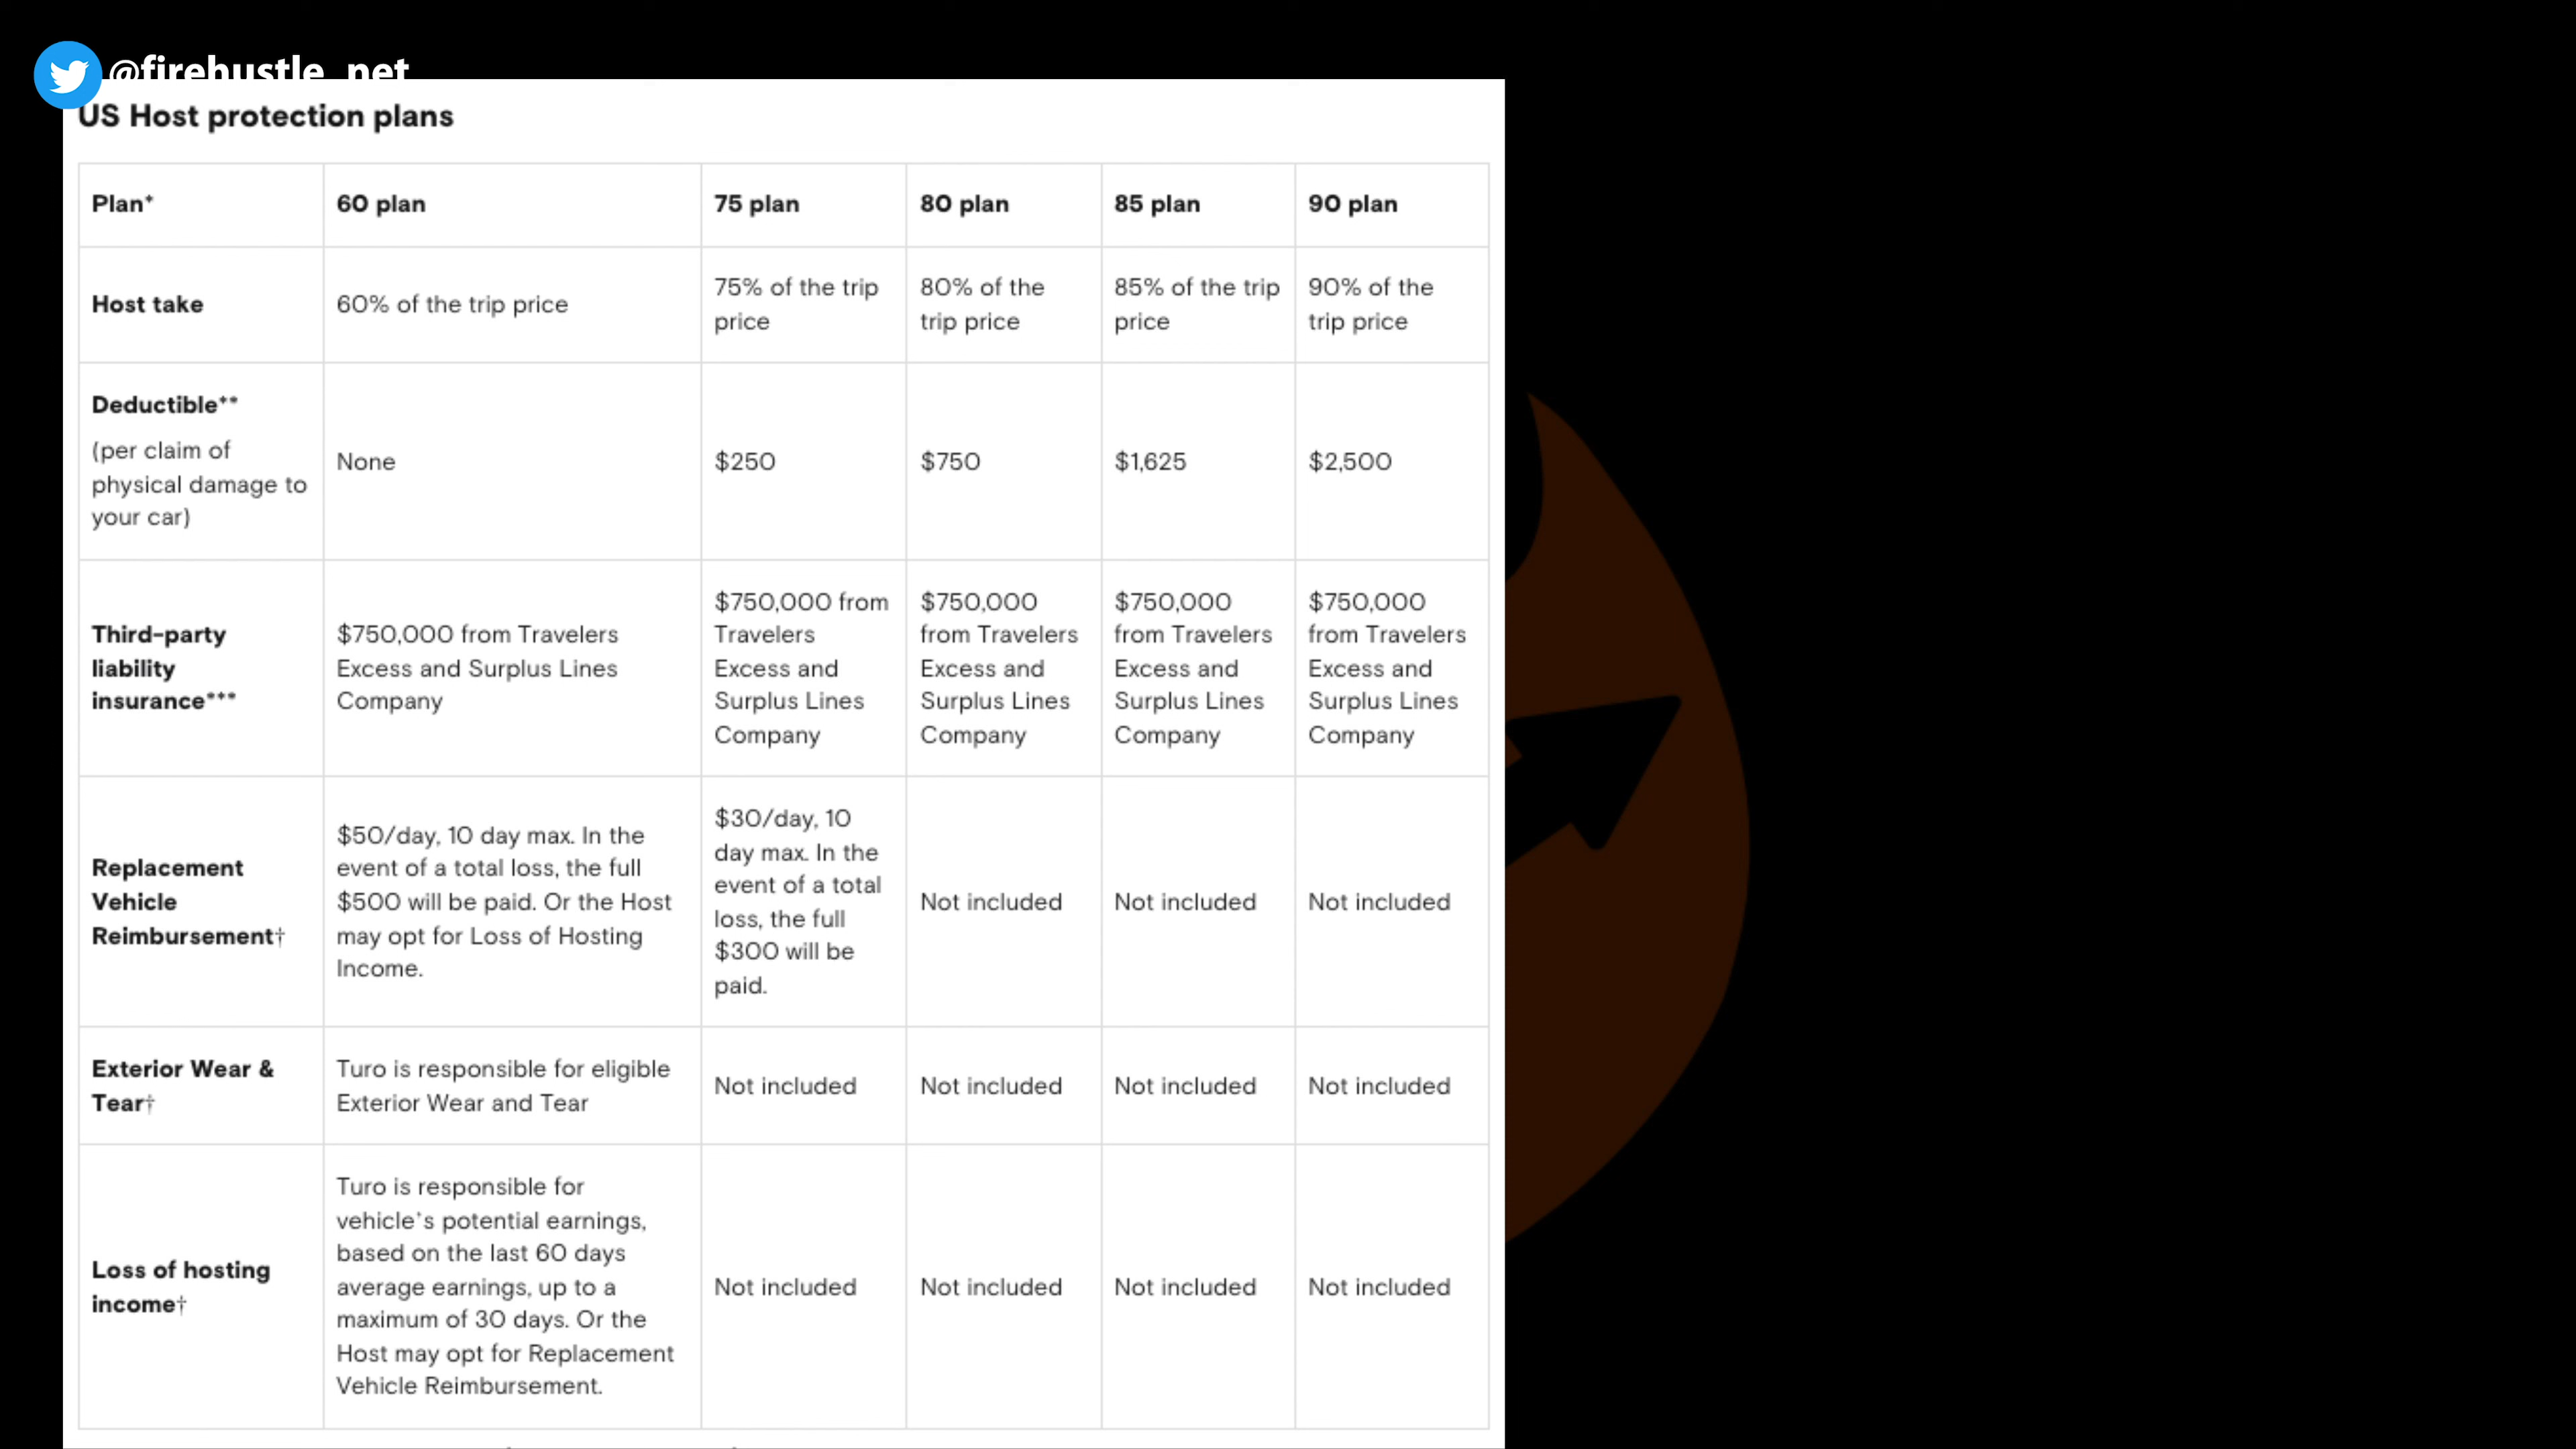 @firehustle_net
US Host protection plans
Plan*
60 plan
75 plan
80 plan
85 plan
90 plan
Host take
60% of the trip price
75% of the trip
price
80% of the
trip price
85% of the trip
price
90% of the
trip price
Deductible**
(per claim of
physical damage to
your car)
None
$250
$750
$1,625
$2,500
Third-party
liability
insurance***
$750,000 from Travelers
Excess and Surplus Lines
Company
$750,000 from
Travelers
Excess and
Surplus Lines
Company
$750,000
from Travelers
Excess and
Surplus Lines
Company
$750,000
from Travelers
Excess and
Surplus Lines
Company
$750,000
from Travelers
Excess and
Surplus Lines
Company
Replacement
Vehicle
Reimbursement†
$50/day, 10 day max. In the
event of a total loss, the full
$500 will be paid. Or the Host
may opt for Loss of Hosting
Income.
$30/day, 10
day max. In the
event of a total
loss, the full
$300 will be
paid.
Not included
Not included
Not included
Exterior Wear &
Tear†
Turo is responsible for eligible
Exterior Wear and Tear
Not included
Not included
Not included
Not included
Loss of hosting
income†
Turo is responsible for
vehicle's potential earnings,
based on the last 60 days
average earnings, up to a
maximum of 30 days. Or the
Host may opt for Replacement
Vehicle Reimbursement.
Not included
Not included
Not included
Not included